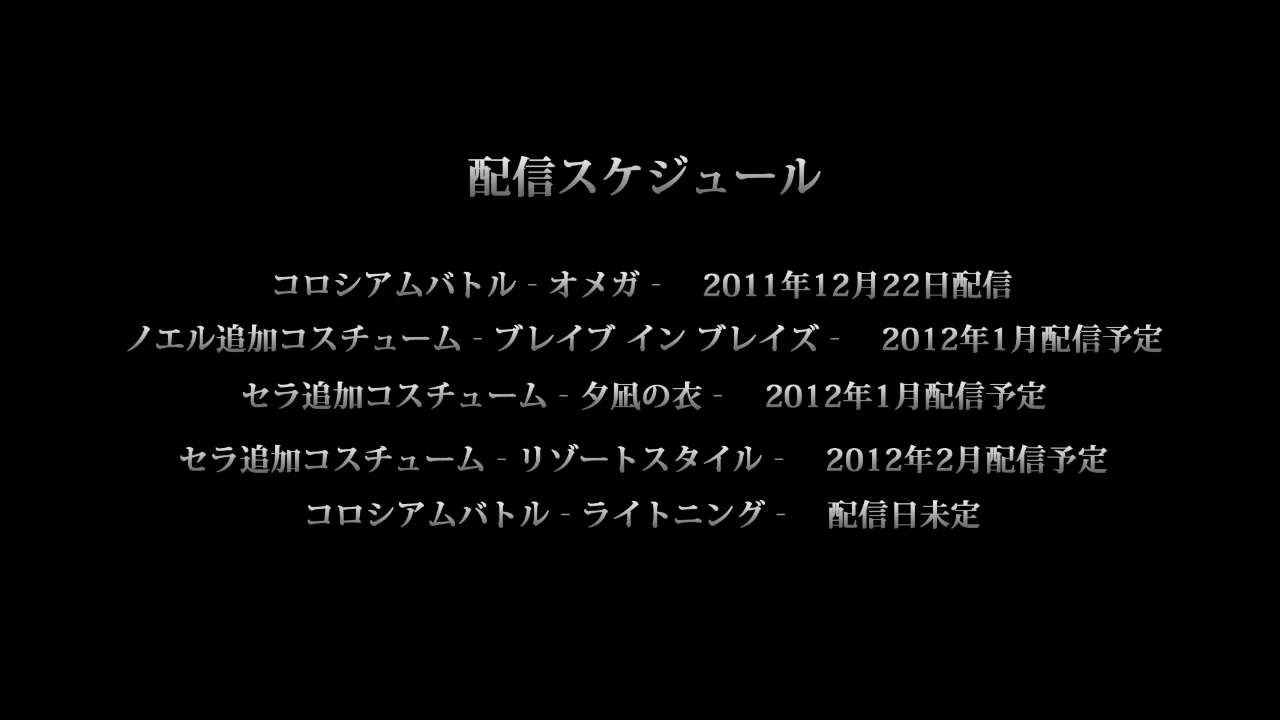 配信スケジュール
コロシアムバトル - オメガ -　2011年12月22日配信
ノエル追加コスチューム - ブレイブ イン ブレイズ -　2012年1月配信予定
セラ追加コスチューム - 夕凪の衣 -　2012年1月配信予定
セラ追加コスチューム - リゾートスタイル -　2012年2月配信予定
コロシアムバトル - ライトニング -　配信日未定